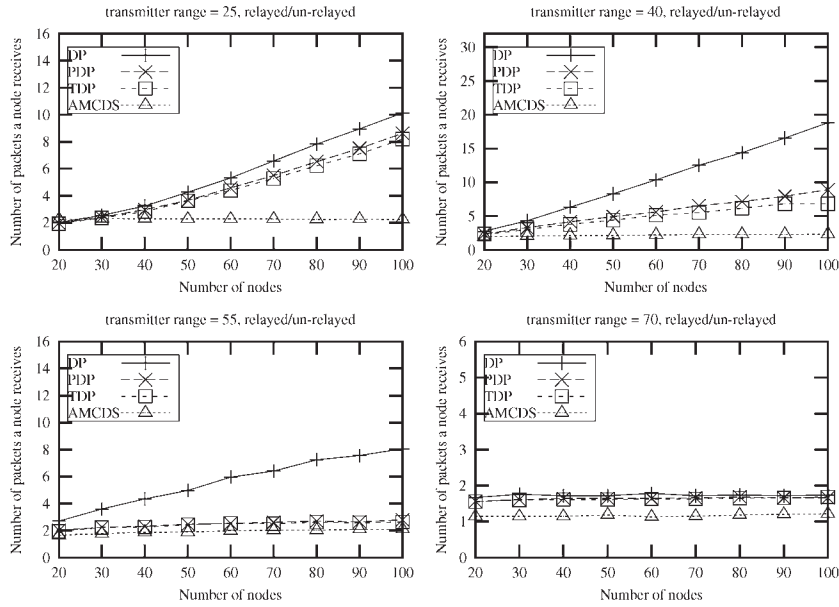 transmitter range = 25, relayed/un-relayed
Number of packets a node receives
16
14
12
10
8
6
4
2
0
DP
PDP
TDP
AMCDS
20 30 40 50 60 70 80 90 100
Number of nodes
transmitter range = 40, relayed/un-relayed
Number of packets a node receives
30
25
20
15
10
5
0
DP
PDP
TDP
AMCDS
20 30 40 50 60 70 80 90 100
Number of nodes
transmitter range = 55, relayed/un-relayed
Number of packets a node receives
16
14
12
10
8
6
4
2
0
DP
PDP
TDP
AMCDS
20 30 40 50 60 70 80 90 100
Number of nodes
transmitter range = 70, relayed/un-relayed
Number of packets a node receives
6
5
4
3
2
1
0
DP
PDP
TDP
AMCDS
20 30 40 50 60 70 80 90 100
Number of nodes